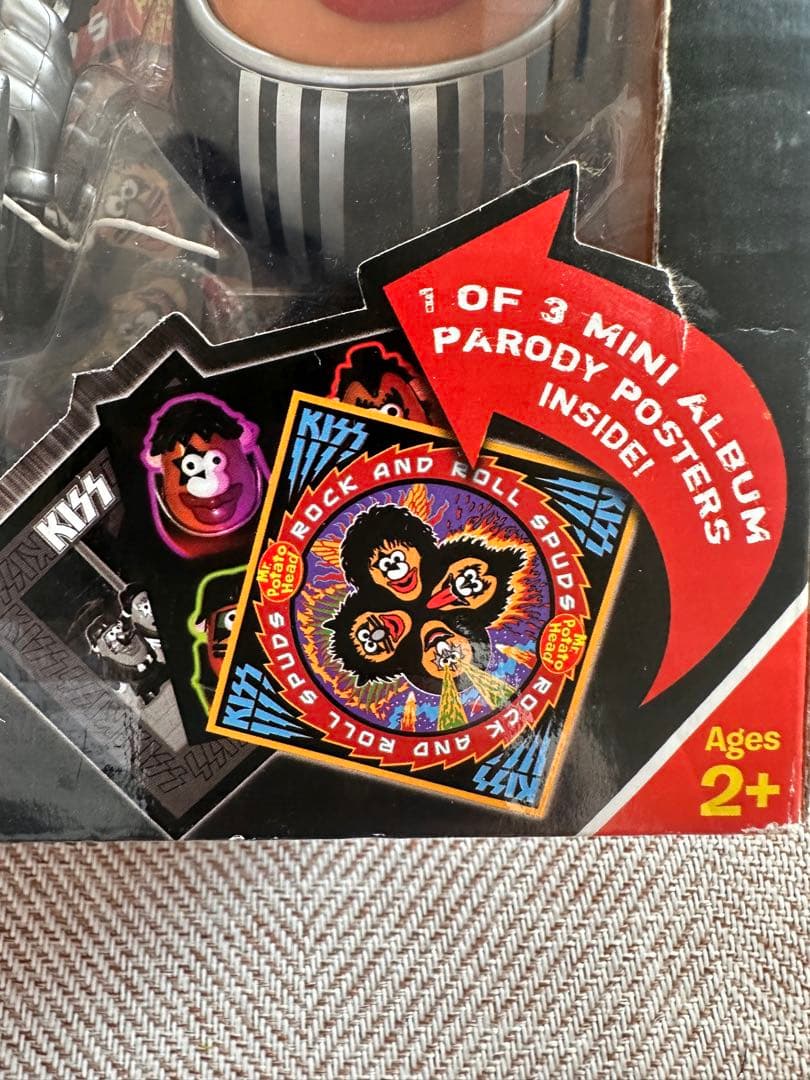 1 OF 3 MINI ALBUM
PARODY POSTERS
INSIDE!
KISS
KISS
KISS
ROCK AND ROLL SPUDS
Mr.
Potato
Head
Mr.
Potato
Head
ROCK AND ROLL SPUDS
KISS
KISS
Ages
2+